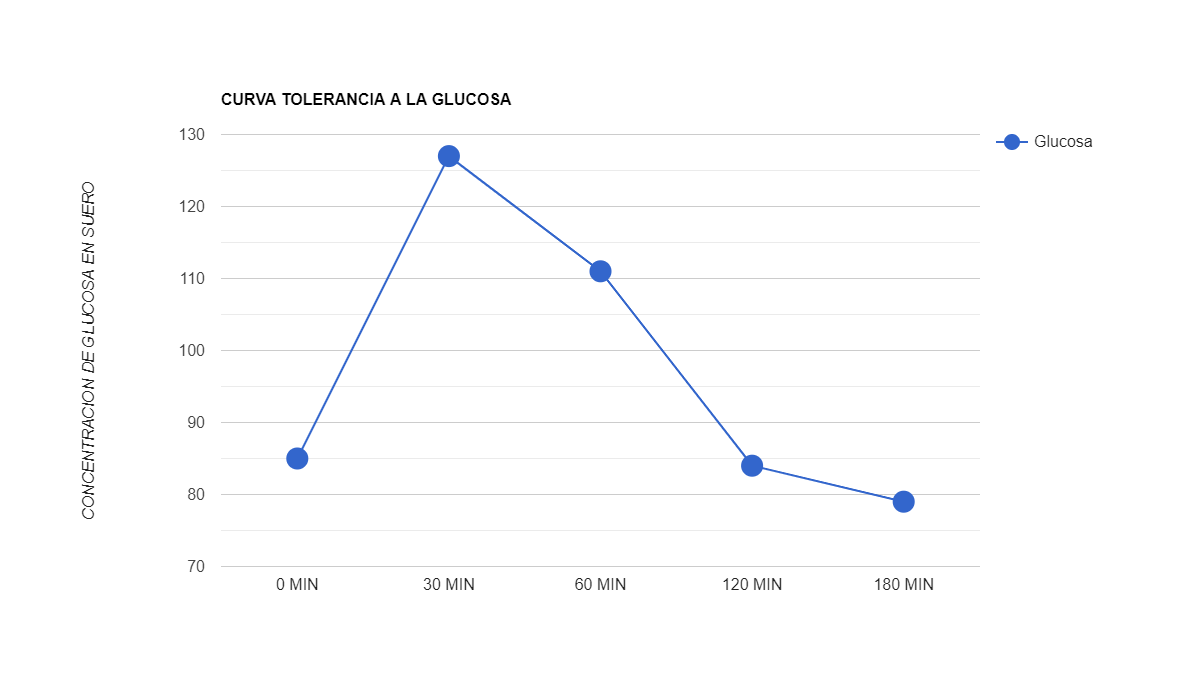 CURVA TOLERANCIA A LA GLUCOSA
Glucosa
CONCENTRACION DE GLUCOSA EN SUERO
130
120
110
100
90
80
70
0 MIN
30 MIN
60 MIN
120 MIN
180 MIN